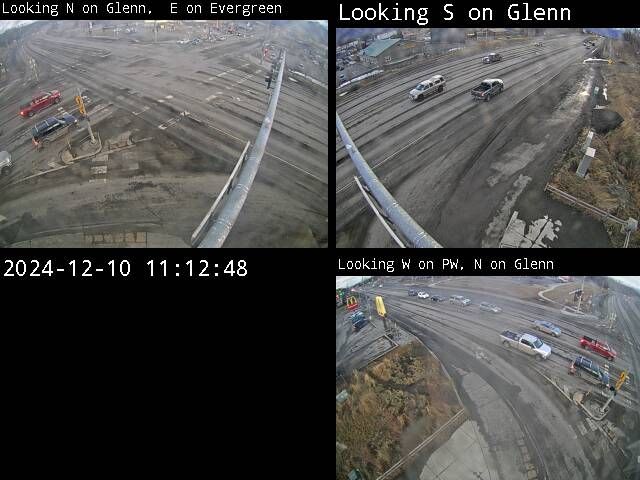 Looking N on Glenn,  E on Evergreen
Looking S on Glenn
2024-12-10 11:12:48
Looking W on PW, N on Glenn